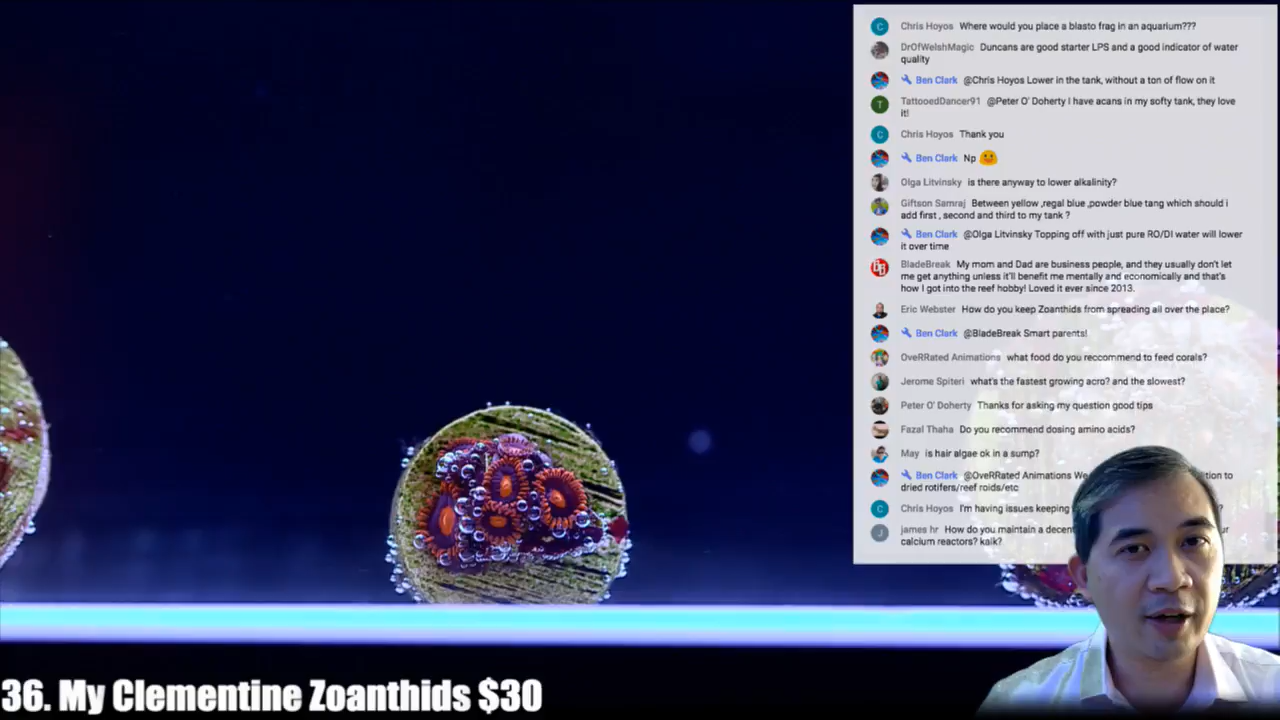 C Chris Hoyos Where would you place a blasto frag in an aquarium???
DrOfWelshMagic Duncans are good starter LPS and a good indicator of water
quality
Ben Clark @Chris Hoyos Lower in the tank, without a ton of flow on it
T TattooedDancer91 @Peter O' Doherty I have acans in my softy tank, they love
it!
C Chris Hoyos Thank you
Ben Clark Np
Olga Litvinsky is there anyway to lower alkalinity?
Giftson Samraj Between yellow ,regal blue ,powder blue tang which should i
add first , second and third to my tank ?
Ben Clark @Olga Litvinsky Topping off with just pure RO/DI water will lower
it over time
BladeBreak My mom and Dad are business people, and they usually don't let
me get anything unless it'll benefit me mentally and economically and that's
how I got into the reef hobby! Loved it ever since 2013.
Eric Webster How do you keep Zoanthids from spreading all over the place?
Ben Clark @BladeBreak Smart parents!
OveRRated Animations what food do you reccommend to feed corals?
Jerome Spiteri what's the fastest growing acro? and the slowest?
Peter O' Doherty Thanks for asking my question good tips
Fazal Thaha Do you recommend dosing amino acids?
May is hair algae ok in a sump?
Ben Clark @OveRRated Animations We
dried rotifers/reef roids/etc
C Chris Hoyos I'm having issues keeping ?
J james hr How do you maintain a decent
calcium reactors? kalk?
36. My Clementine Zoanthids $30